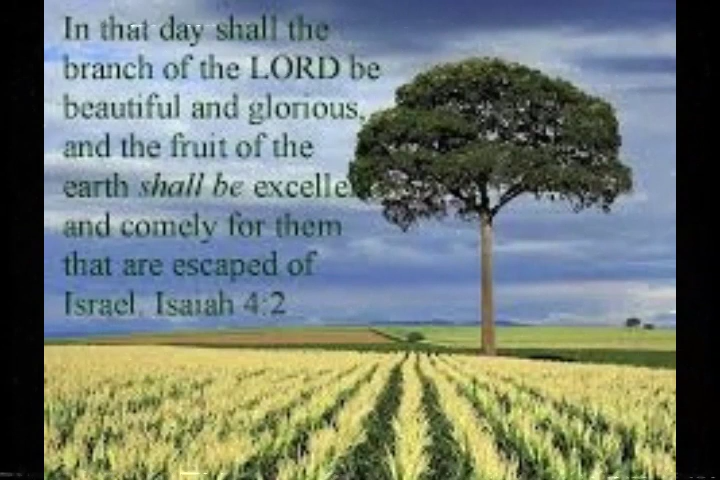 In that day shall the
branch of the LORD be
beautiful and glorious,
and the fruit of the
earth shall be excelle
and comely for them
that are escaped of
Israel. Isaiah 4:2